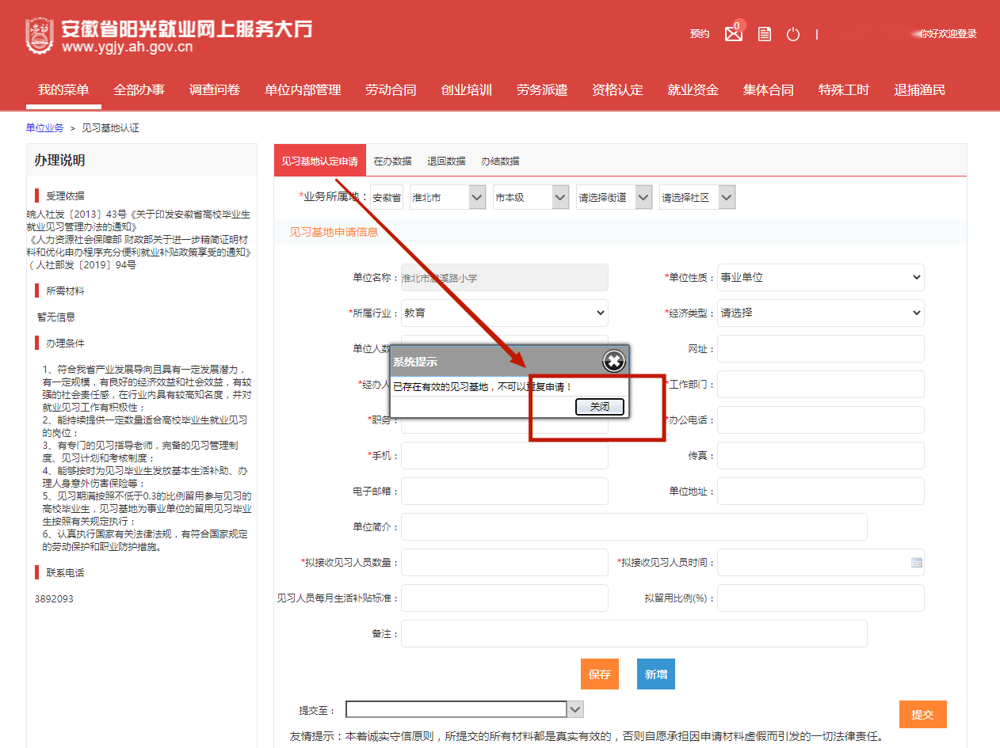 安徽省阳光就业网上服务大厅
www.ygjy.ah.gov.cn
预约 0 你好欢迎登录
我的菜单 全部办事 调查问卷 单位内部管理 劳动合同 创业培训 劳务派遣 资格认定 就业资金 集体合同 特殊工时 退捕渔民
单位业务 > 见习基地认证
办理说明
受理依据
皖人社发〔2013〕43号《关于印发安徽省高校毕业生
就业见习管理办法的通知》
《人力资源社会保障部 财政部关于进一步精简证明材
料和优化申办程序充分便利就业补贴政策享受的通知》
（人社部发〔2019〕94号
所需材料
暂无信息
办理条件
1、符合我省产业发展导向且具有一定发展潜力，
有一定规模，有良好的经济效益和社会效益，有较
强的社会责任感，在行业内具有较高知名度，并对
就业见习工作有积极性；
2、能持续提供一定数量适合高校毕业生就业见习
的岗位；
3、有专门的见习指导老师，完备的见习管理制
度、见习计划和考核制度；
4、能够按时为见习毕业生发放基本生活补助、办
理人身意外伤害保险等；
5、见习期满按照不低于0.3的比例留用参与见习的
高校毕业生，见习基地为事业单位的留用见习毕业
生按照有关规定执行；
6、认真执行国家有关法律法规，有符合国家规定
的劳动保护和职业防护措施。
联系电话
3892093
见习基地认定申请 在办数据 退回数据 办结数据
*业务所属地： 安徽省 淮北市 市本级 请选择街道 请选择社区
见习基地申请信息
单位名称： 淮北市濉溪路小学 *单位性质： 事业单位
*所属行业： 教育 *经济类型： 请选择
单位人数 网址：
系统提示
*经办人 已存在有效的见习基地，不可以重复申请！ *工作部门：
关闭
*职务： *办公电话：
*手机： 传真：
电子邮箱： 单位地址：
单位简介：
*拟接收见习人员数量： *拟接收见习人员时间：
见习人员每月生活补贴标准： 拟留用比例(%)：
备注：
保存 新增
提交至： 提交
友情提示：本着诚实守信原则，所提交的所有材料都是真实有效的，否则自愿承担因申请材料虚假而引发的一切法律责任。